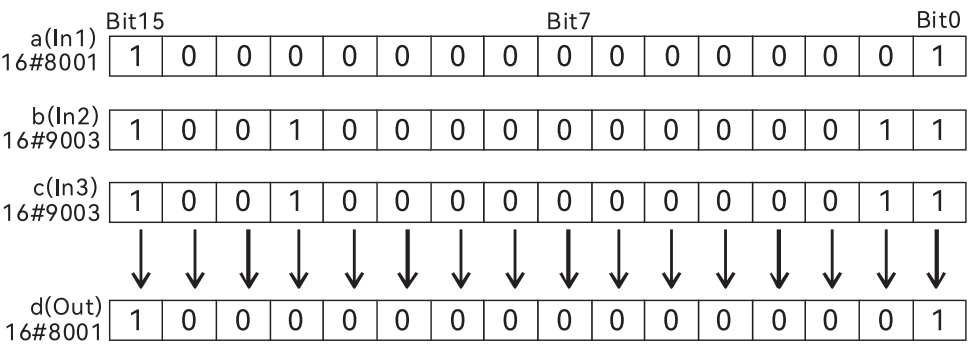 Bit15 Bit7 Bit0
a(In1)
16#8001 1 0 0 0 0 0 0 0 0 0 0 0 0 0 0 1
b(In2)
16#9003 1 0 0 1 0 0 0 0 0 0 0 0 0 0 1 1
c(In3)
16#9003 1 0 0 1 0 0 0 0 0 0 0 0 0 0 1 1
d(Out)
16#8001 1 0 0 0 0 0 0 0 0 0 0 0 0 0 0 1